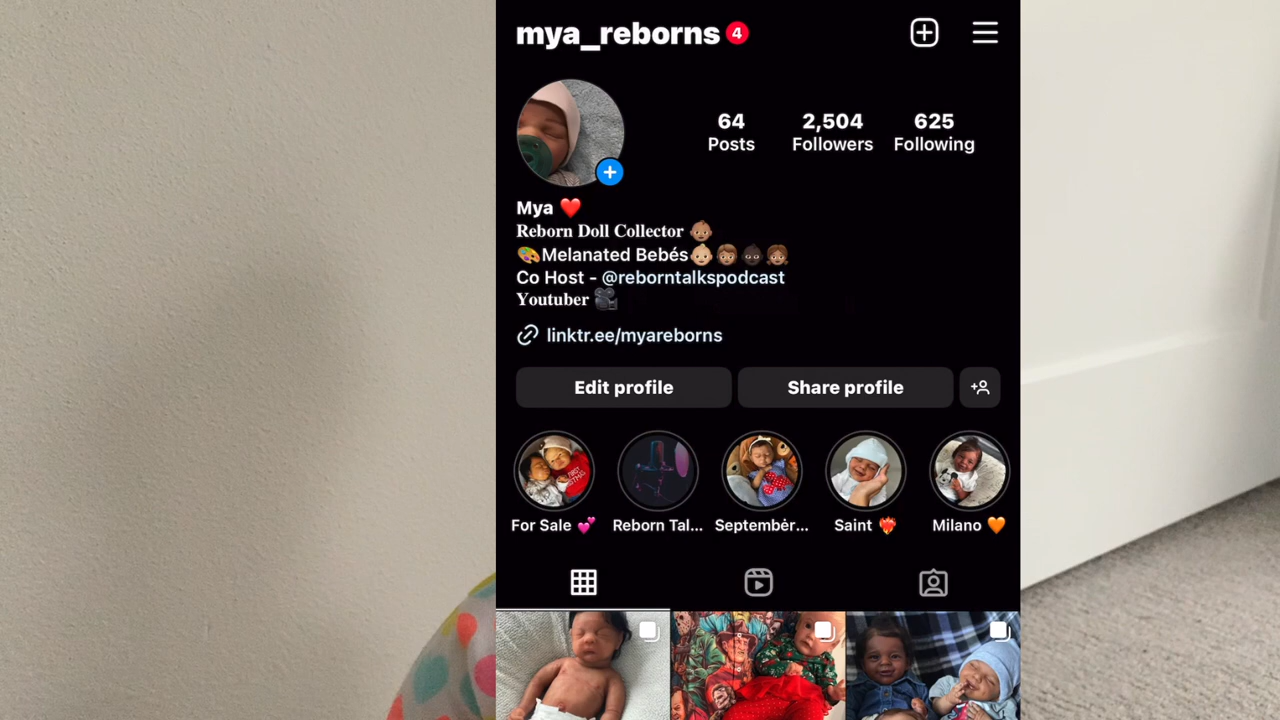 mya_reborns 4
64 2,504 625
Posts Followers Following
Mya ❤️
Reborn Doll Collector 👶🏽
🎨Melanated Bebés👶🏼🧒🏽👶🏿👧🏽
Co Host - @reborntalkspodcast
Youtuber 🎥
linktr.ee/myareborns
Edit profile Share profile
For Sale 💕 Reborn Tal... Septembėr... Saint ❤️‍🔥 Milano 🧡